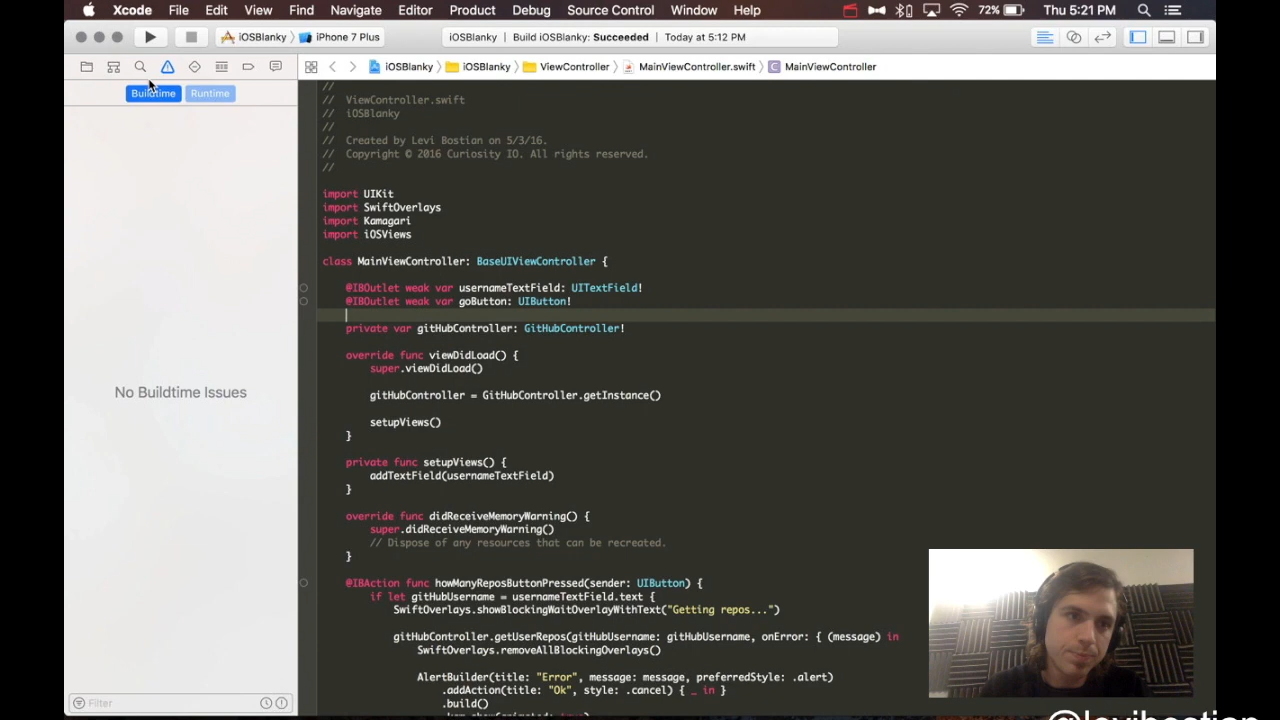 Xcode File Edit View Find Navigate Editor Product Debug Source Control Window Help 72% Thu 5:21 PM
iOSBlanky iPhone 7 Plus iOSBlanky Build iOSBlanky: Succeeded Today at 5:12 PM
iOSBlanky iOSBlanky ViewController MainViewController.swift MainViewController
Buildtime Runtime
No Buildtime Issues
Filter
//
// ViewController.swift
// iOSBlanky
//
// Created by Levi Bostian on 5/3/16.
// Copyright © 2016 Curiosity IO. All rights reserved.
//
import UIKit
import SwiftOverlays
import Kamagari
import iOSViews
class MainViewController: BaseUIViewController {
@IBOutlet weak var usernameTextField: UITextField!
@IBOutlet weak var goButton: UIButton!
private var gitHubController: GitHubController!
override func viewDidLoad() {
super.viewDidLoad()
gitHubController = GitHubController.getInstance()
setupViews()
}
private func setupViews() {
addTextField(usernameTextField)
}
override func didReceiveMemoryWarning() {
super.didReceiveMemoryWarning()
// Dispose of any resources that can be recreated.
}
@IBAction func howManyReposButtonPressed(sender: UIButton) {
if let gitHubUsername = usernameTextField.text {
SwiftOverlays.showBlockingWaitOverlayWithText("Getting repos...")
gitHubController.getUserRepos(gitHubUsername: gitHubUsername, onError: { (message) in
SwiftOverlays.removeAllBlockingOverlays()
AlertBuilder(title: "Error", message: message, preferredStyle: .alert)
.addAction(title: "Ok", style: .cancel) { _ in }
.build()